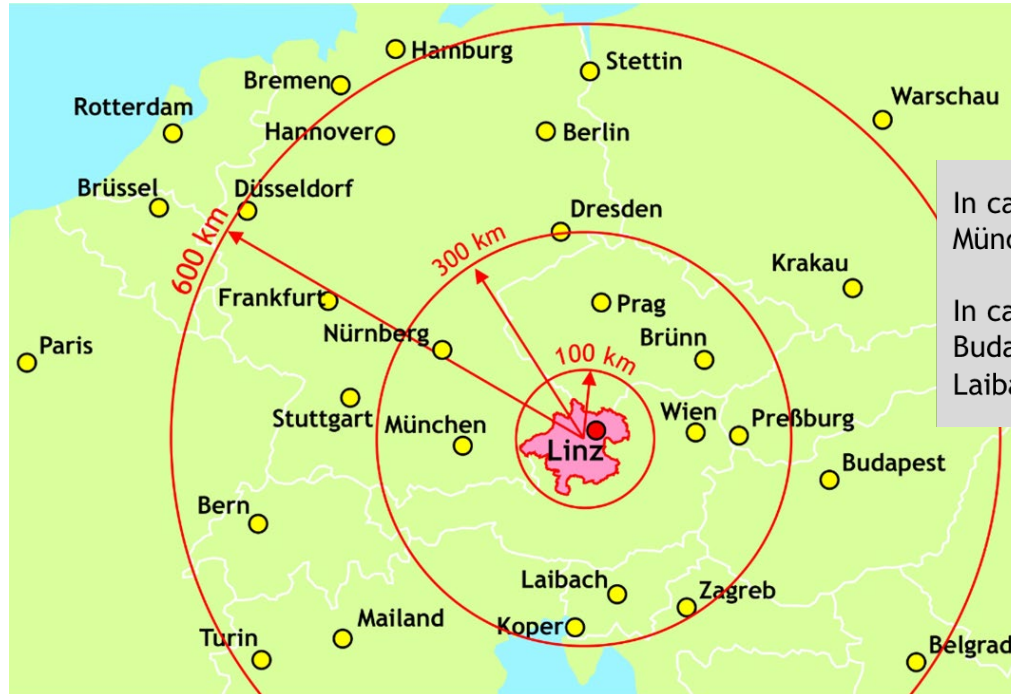 Hamburg
Stettin
Bremen
Warschau
Rotterdam
Hannover
Berlin
Brüssel
Düsseldorf
Dresden
600 km
300 km
Krakau
Frankfurt
Prag
Nürnberg
Brünn
Paris
100 km
Stuttgart
München
Wien
Preßburg
Linz
Budapest
Bern
Laibach
Zagreb
Koper
Mailand
Turin
Belgrad
In ca
Münc
In ca
Buda
Laiba